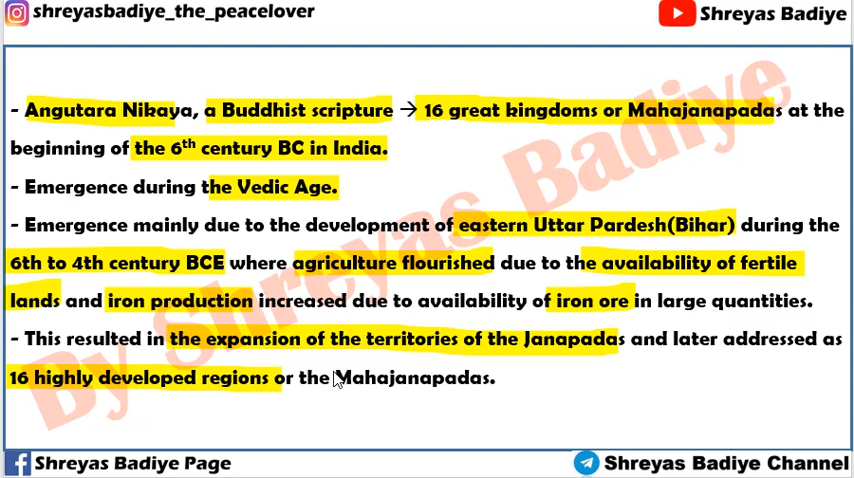 shreyasbadiye_the_peacelover
Shreyas Badiye
- Angutara Nikaya, a Buddhist scripture → 16 great kingdoms or Mahajanapadas at the
beginning of the 6th century BC in India.
- Emergence during the Vedic Age.
- Emergence mainly due to the development of eastern Uttar Pardesh(Bihar) during the
6th to 4th century BCE where agriculture flourished due to the availability of fertile
lands and iron production increased due to availability of iron ore in large quantities.
- This resulted in the expansion of the territories of the Janapadas and later addressed as
16 highly developed regions or the Mahajanapadas.
By Shreyas Badiye
Shreyas Badiye Page
Shreyas Badiye Channel